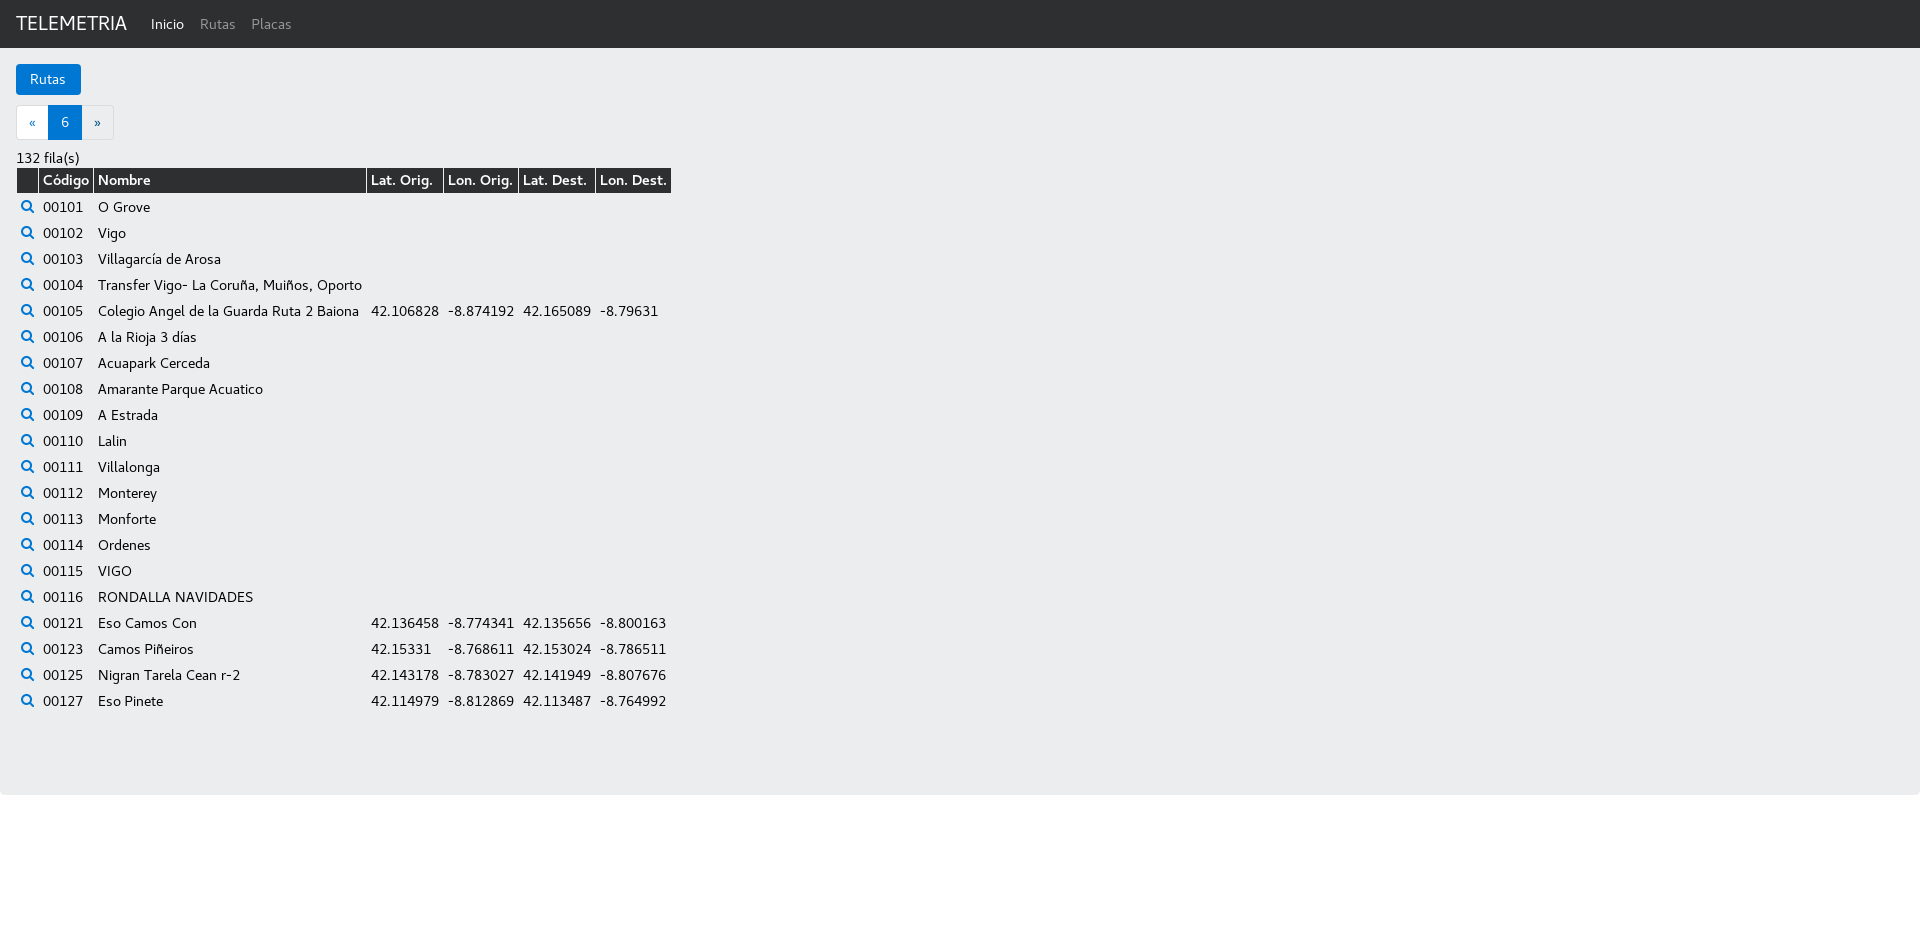 TELEMETRIA Inicio Rutas Placas
Rutas
« 6 »
132 fila(s)
Código Nombre Lat. Orig. Lon. Orig. Lat. Dest. Lon. Dest.
00101 O Grove
00102 Vigo
00103 Villagarcía de Arosa
00104 Transfer Vigo- La Coruña, Muiños, Oporto
00105 Colegio Angel de la Guarda Ruta 2 Baiona 42.106828 -8.874192 42.165089 -8.79631
00106 A la Rioja 3 días
00107 Acuapark Cerceda
00108 Amarante Parque Acuatico
00109 A Estrada
00110 Lalin
00111 Villalonga
00112 Monterey
00113 Monforte
00114 Ordenes
00115 VIGO
00116 RONDALLA NAVIDADES
00121 Eso Camos Con 42.136458 -8.774341 42.135656 -8.800163
00123 Camos Piñeiros 42.15331 -8.768611 42.153024 -8.786511
00125 Nigran Tarela Cean r-2 42.143178 -8.783027 42.141949 -8.807676
00127 Eso Pinete 42.114979 -8.812869 42.113487 -8.764992